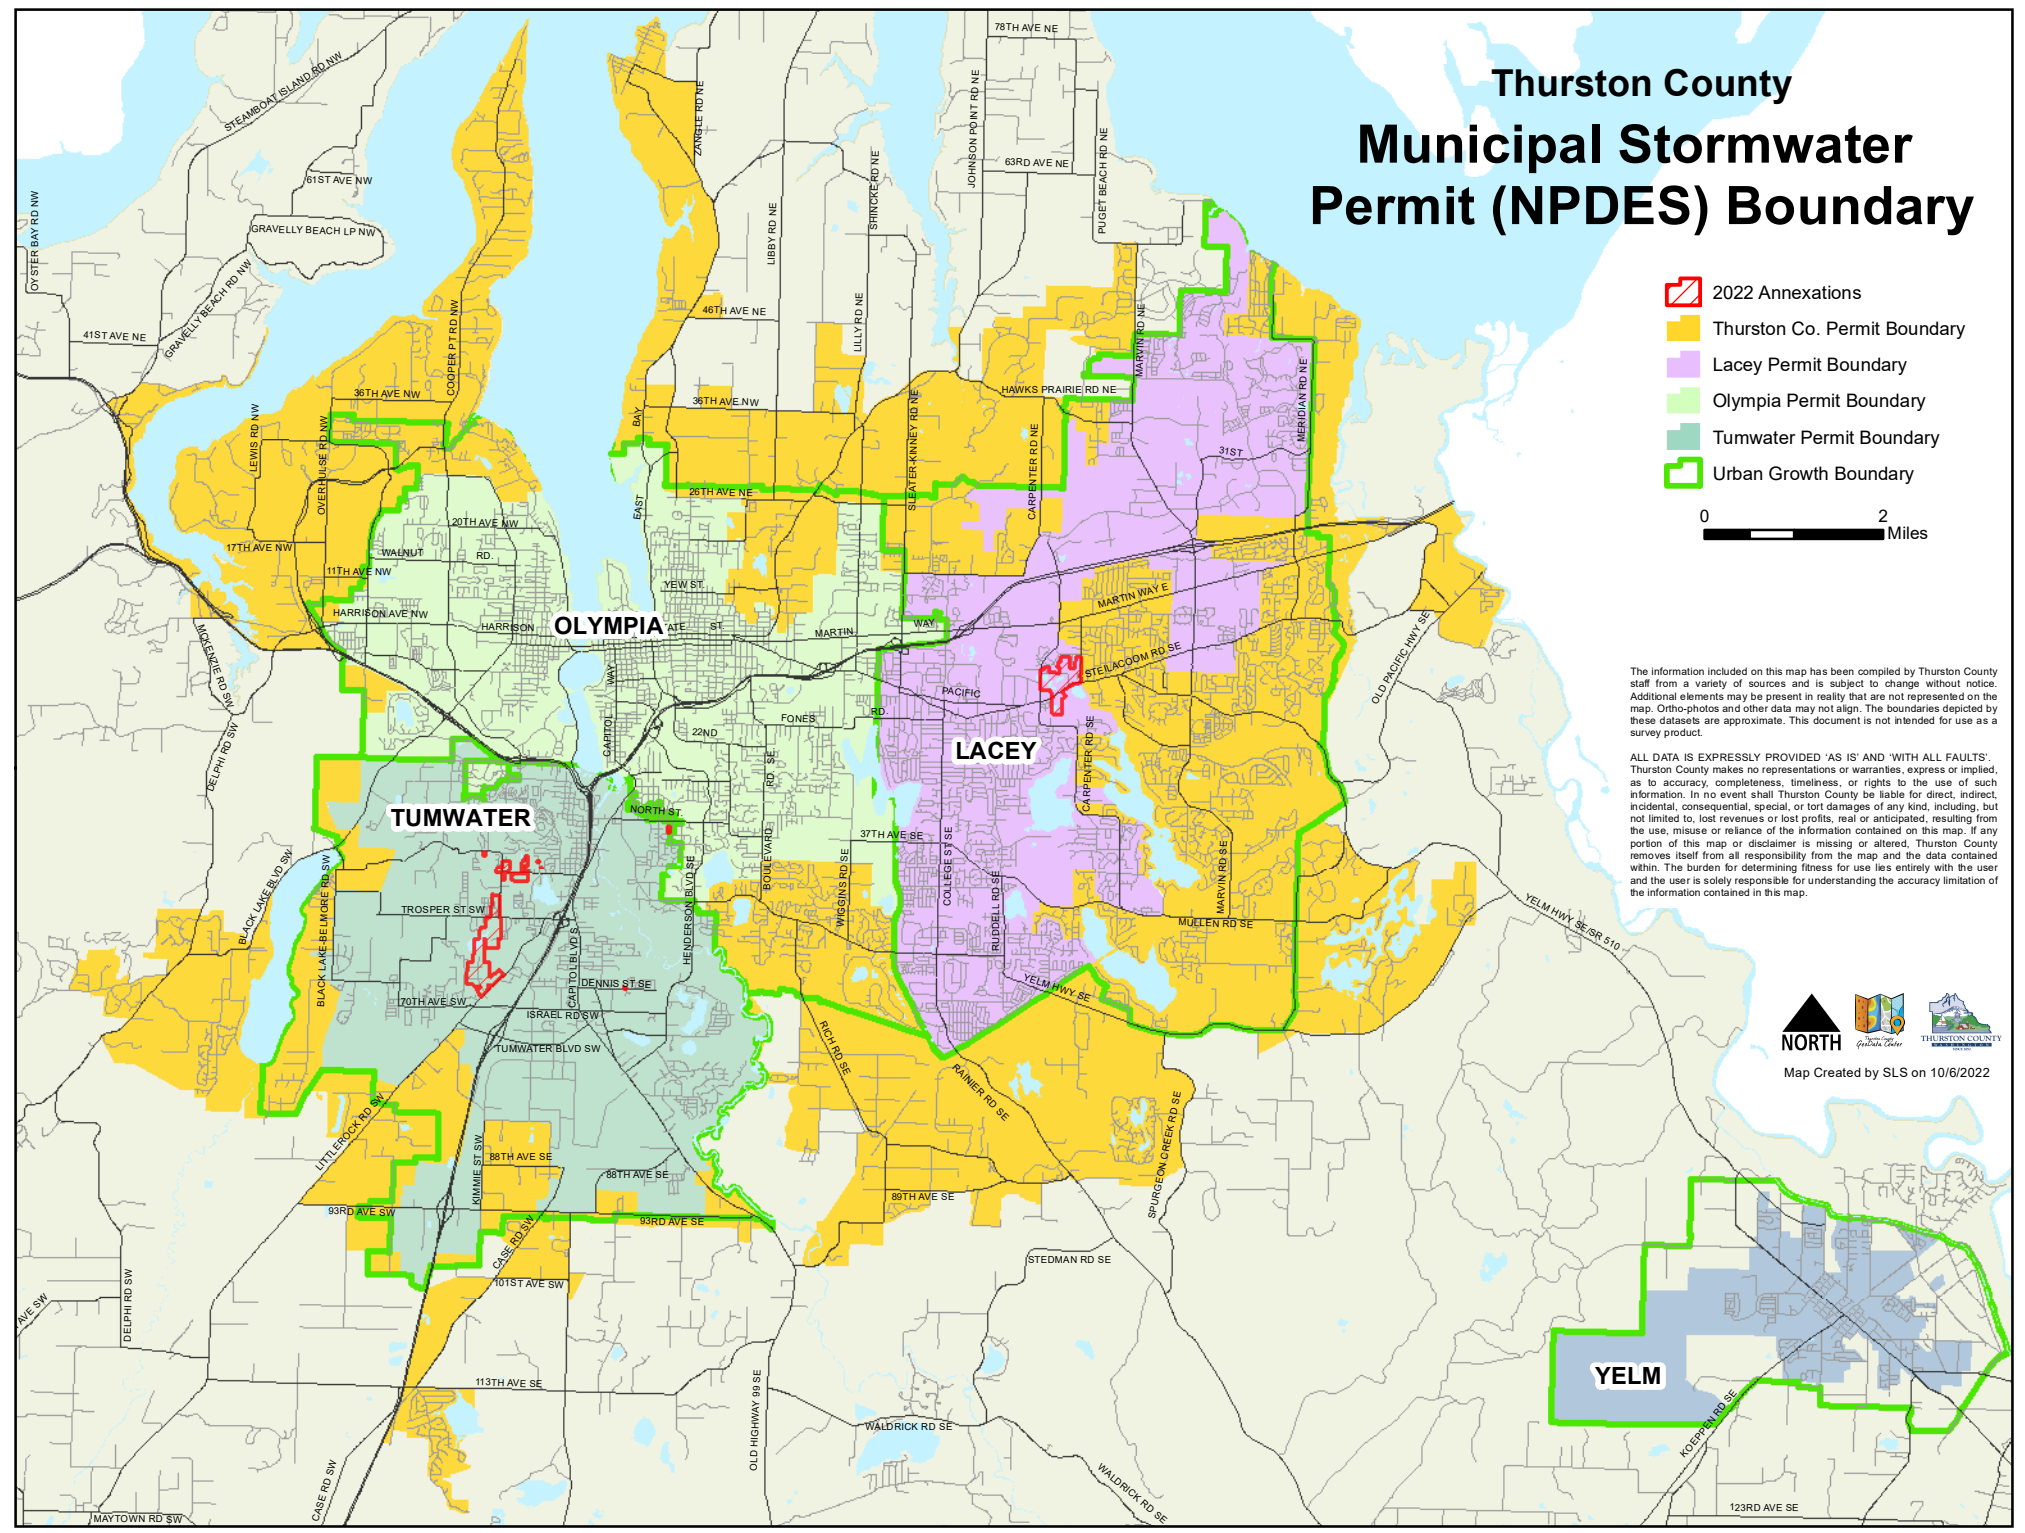 Thurston County
Municipal Stormwater
Permit (NPDES) Boundary
2022 Annexations
Thurston Co. Permit Boundary
Lacey Permit Boundary
Olympia Permit Boundary
Tumwater Permit Boundary
Urban Growth Boundary
0 2
Miles
The information included on this map has been compiled by Thurston County
staff from a variety of sources and is subject to change without notice.
Additional elements may be present in reality that are not represented on the
map. Ortho-photos and other data may not align. The boundaries depicted by
these datasets are approximate. This document is not intended for use as a
survey product.
ALL DATA IS EXPRESSLY PROVIDED ‘AS IS’ AND ‘WITH ALL FAULTS’.
Thurston County makes no representations or warranties, express or implied,
as to accuracy, completeness, timeliness, or rights to the use of such
information. In no event shall Thurston County be liable for direct, indirect,
incidental, consequential, special, or tort damages of any kind, including, but
not limited to, lost revenues or lost profits, real or anticipated, resulting from
the use, misuse or reliance of the information contained on this map. If any
portion of this map or disclaimer is missing or altered, Thurston County
removes itself from all responsibility from the map and the data contained
within. The burden for determining fitness for use lies entirely with the user
and the user is solely responsible for understanding the accuracy limitation of
the information contained in this map.
NORTH
Thurston County
GeoData Center
THURSTON COUNTY
WASHINGTON
SINCE 1852
Map Created by SLS on 10/6/2022
OLYMPIA
LACEY
TUMWATER
YELM
78TH AVE NE
STEAMBOAT ISLAND RD NW
ZANGLE RD NE
JOHNSON POINT RD NE
63RD AVE NE
PUGET BEACH RD NE
61ST AVE NW
SHINCKE RD NE
OYSTER BAY RD NW
GRAVELLY BEACH LP NW
LIBBY RD NE
GRAVELLY BEACH RD NW
46TH AVE NE
LILLY RD NE
41ST AVE NE
COOPER PT RD NW
MARVIN RD NE
36TH AVE NW
36TH AVE NW
HAWKS PRAIRIE RD NE
MERIDIAN RD NE
LEWIS RD NW
OVERHULSE RD NW
BAY
SLEATER-KINNEY RD NE
CARPENTER RD NE
31ST
26TH AVE NE
EAST
20TH AVE NW
17TH AVE NW
WALNUT RD.
11TH AVE NW
YEW ST.
MARTIN WAY E
HARRISON AVE NW
HARRISON
ATE ST.
MARTIN WAY
MCKENZIE RD SW
STEILACOOM RD SE
OLD PACIFIC HWY SE
WAY
PACIFIC
CAPITOL
FONES RD.
22ND
DELPHI RD SW
RD. SE
CARPENTER RD SE
NORTH ST.
37TH AVE SE
BOULEVARD
BLACK LAKE BLVD SW
BLACK LAKE-BELMORE RD SW
HENDERSON BLVD SE
WIGGINS RD SE
COLLEGE ST SE
RUDDELL RD SE
MARVIN RD SE
TROSPER ST SW
MULLEN RD SE
YELM HWY SE/SR 510
CAPITOL BLVD S.
70TH AVE SW
DENNIS ST SE
YELM HWY SE
ISRAEL RD SW
TUMWATER BLVD SW
RICH RD SE
RAINIER RD SE
LITTLEROCK RD SW
SPURGEON CREEK RD SE
KIMMIE ST SW
88TH AVE SE
88TH AVE SE
89TH AVE SE
93RD AVE SW
93RD AVE SE
CASE RD SW
STEDMAN RD SE
101ST AVE SW
AVE SW
DELPHI RD SW
113TH AVE SE
OLD HIGHWAY 99 SE
WALDRICK RD SE
KOEPPEN RD SE
CASE RD SW
WALDRICK RD SE
MAYTOWN RD SW
123RD AVE SE